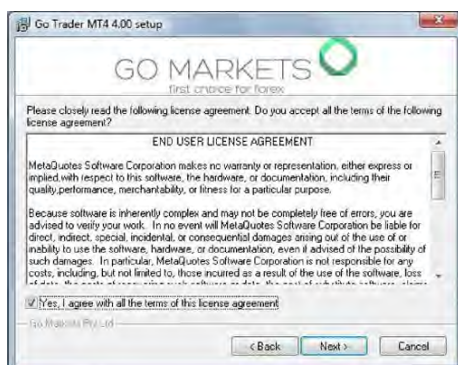 Go Trader MT4 4.00 setup
GO MARKETS
first choice for forex
Please closely read the following license agreement. Do you accept all the terms of the following
license agreement?
END USER LICENSE AGREEMENT
MetaQuotes Software Corporation makes no warranty or representation, either express or
implied,with respect to this software, the hardware, or documentation, including their
quality,performance, merchantability, or fitness for a particular purpose.
Because software is inherently complex and may not be completely free of errors, you are
advised to verify your work. In no event will MetaQuotes Software Corporation be liable for
direct, indirect, special, incidental, or consequential damages arising out of the use of or
inability to use the software, hardware, or documentation, even if advised of the possibility of
such damages. In particular, MetaQuotes Software Corporation is not responsible for any
costs, including, but not limited to, those incurred as a result of the use of the software, loss
Yes, I agree with all the terms of this license agreement
Go Markets Pty Ltd
< Back
Next >
Cancel